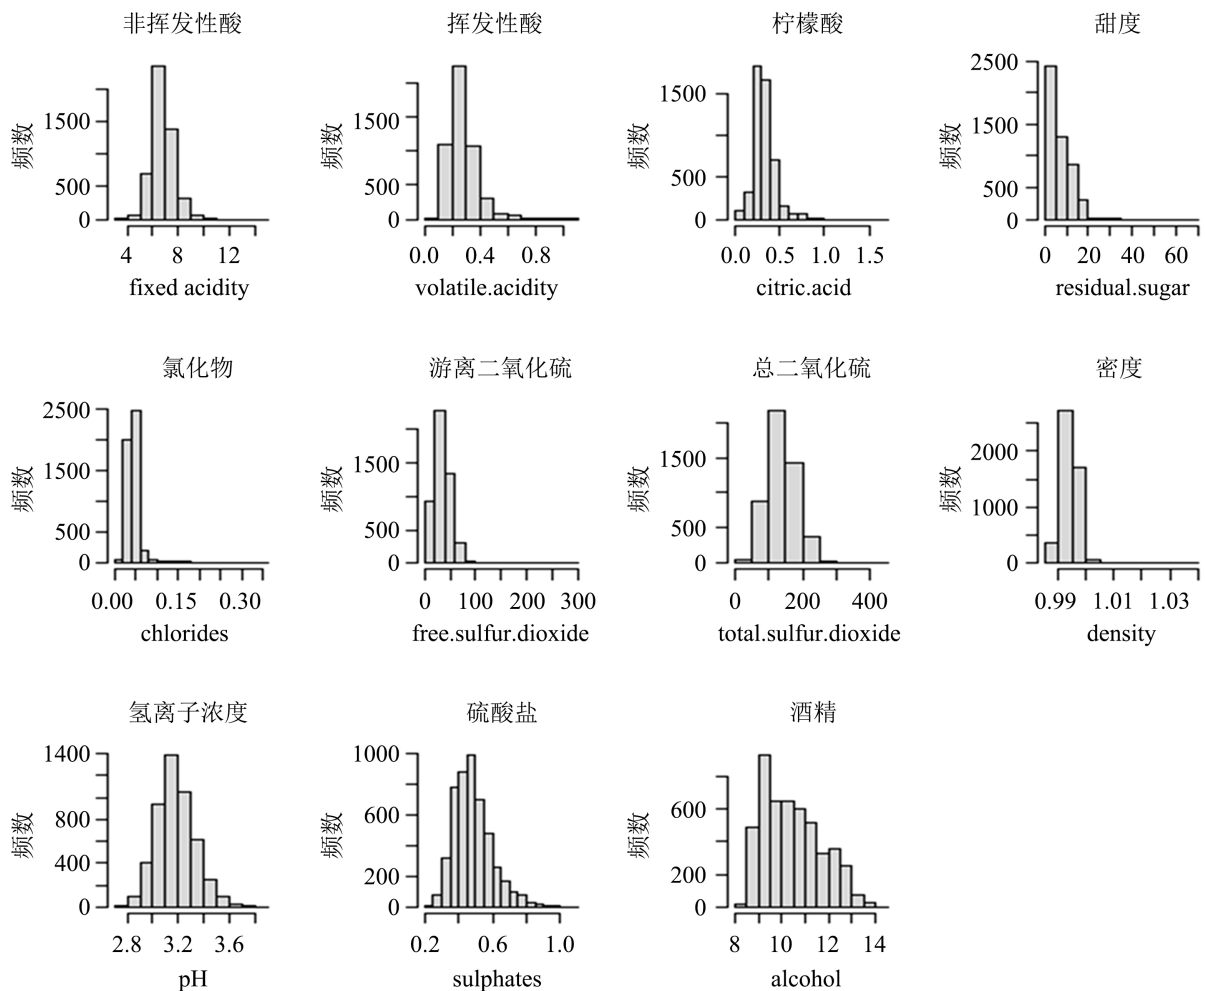 非挥发性酸 挥发性酸 柠檬酸 甜度
频数 1500 500 0
4 8 12
fixed acidity
频数 1500 500 0
0.0 0.4 0.8
volatile.acidity
频数 1500 500 0
0.0 0.5 1.0 1.5
citric.acid
频数 2500 1500 500 0
0 20 40 60
residual.sugar
氯化物 游离二氧化硫 总二氧化硫 密度
频数 2500 1500 500 0
0.00 0.15 0.30
chlorides
频数 1500 500 0
0 100 200 300
free.sulfur.dioxide
频数 1500 500 0
0 200 400
total.sulfur.dioxide
频数 2000 1000 0
0.99 1.01 1.03
density
氢离子浓度 硫酸盐 酒精
频数 1400 800 400 0
2.8 3.2 3.6
pH
频数 1000 600 200 0
0.2 0.6 1.0
sulphates
频数 600 200 0
8 10 12 14
alcohol